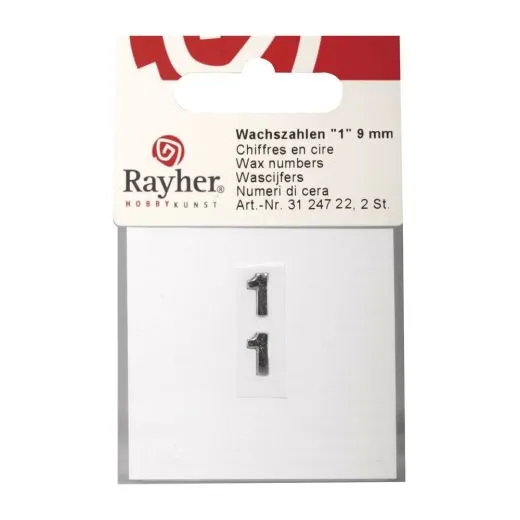 Wachszahlen "1" 9 mm
Chiffres en cire
Wax numbers
Wascijfers
Numeri di cera
Art.-Nr. 31 247 22, 2 St.
Rayher®
HOBBYKUNST
1
1